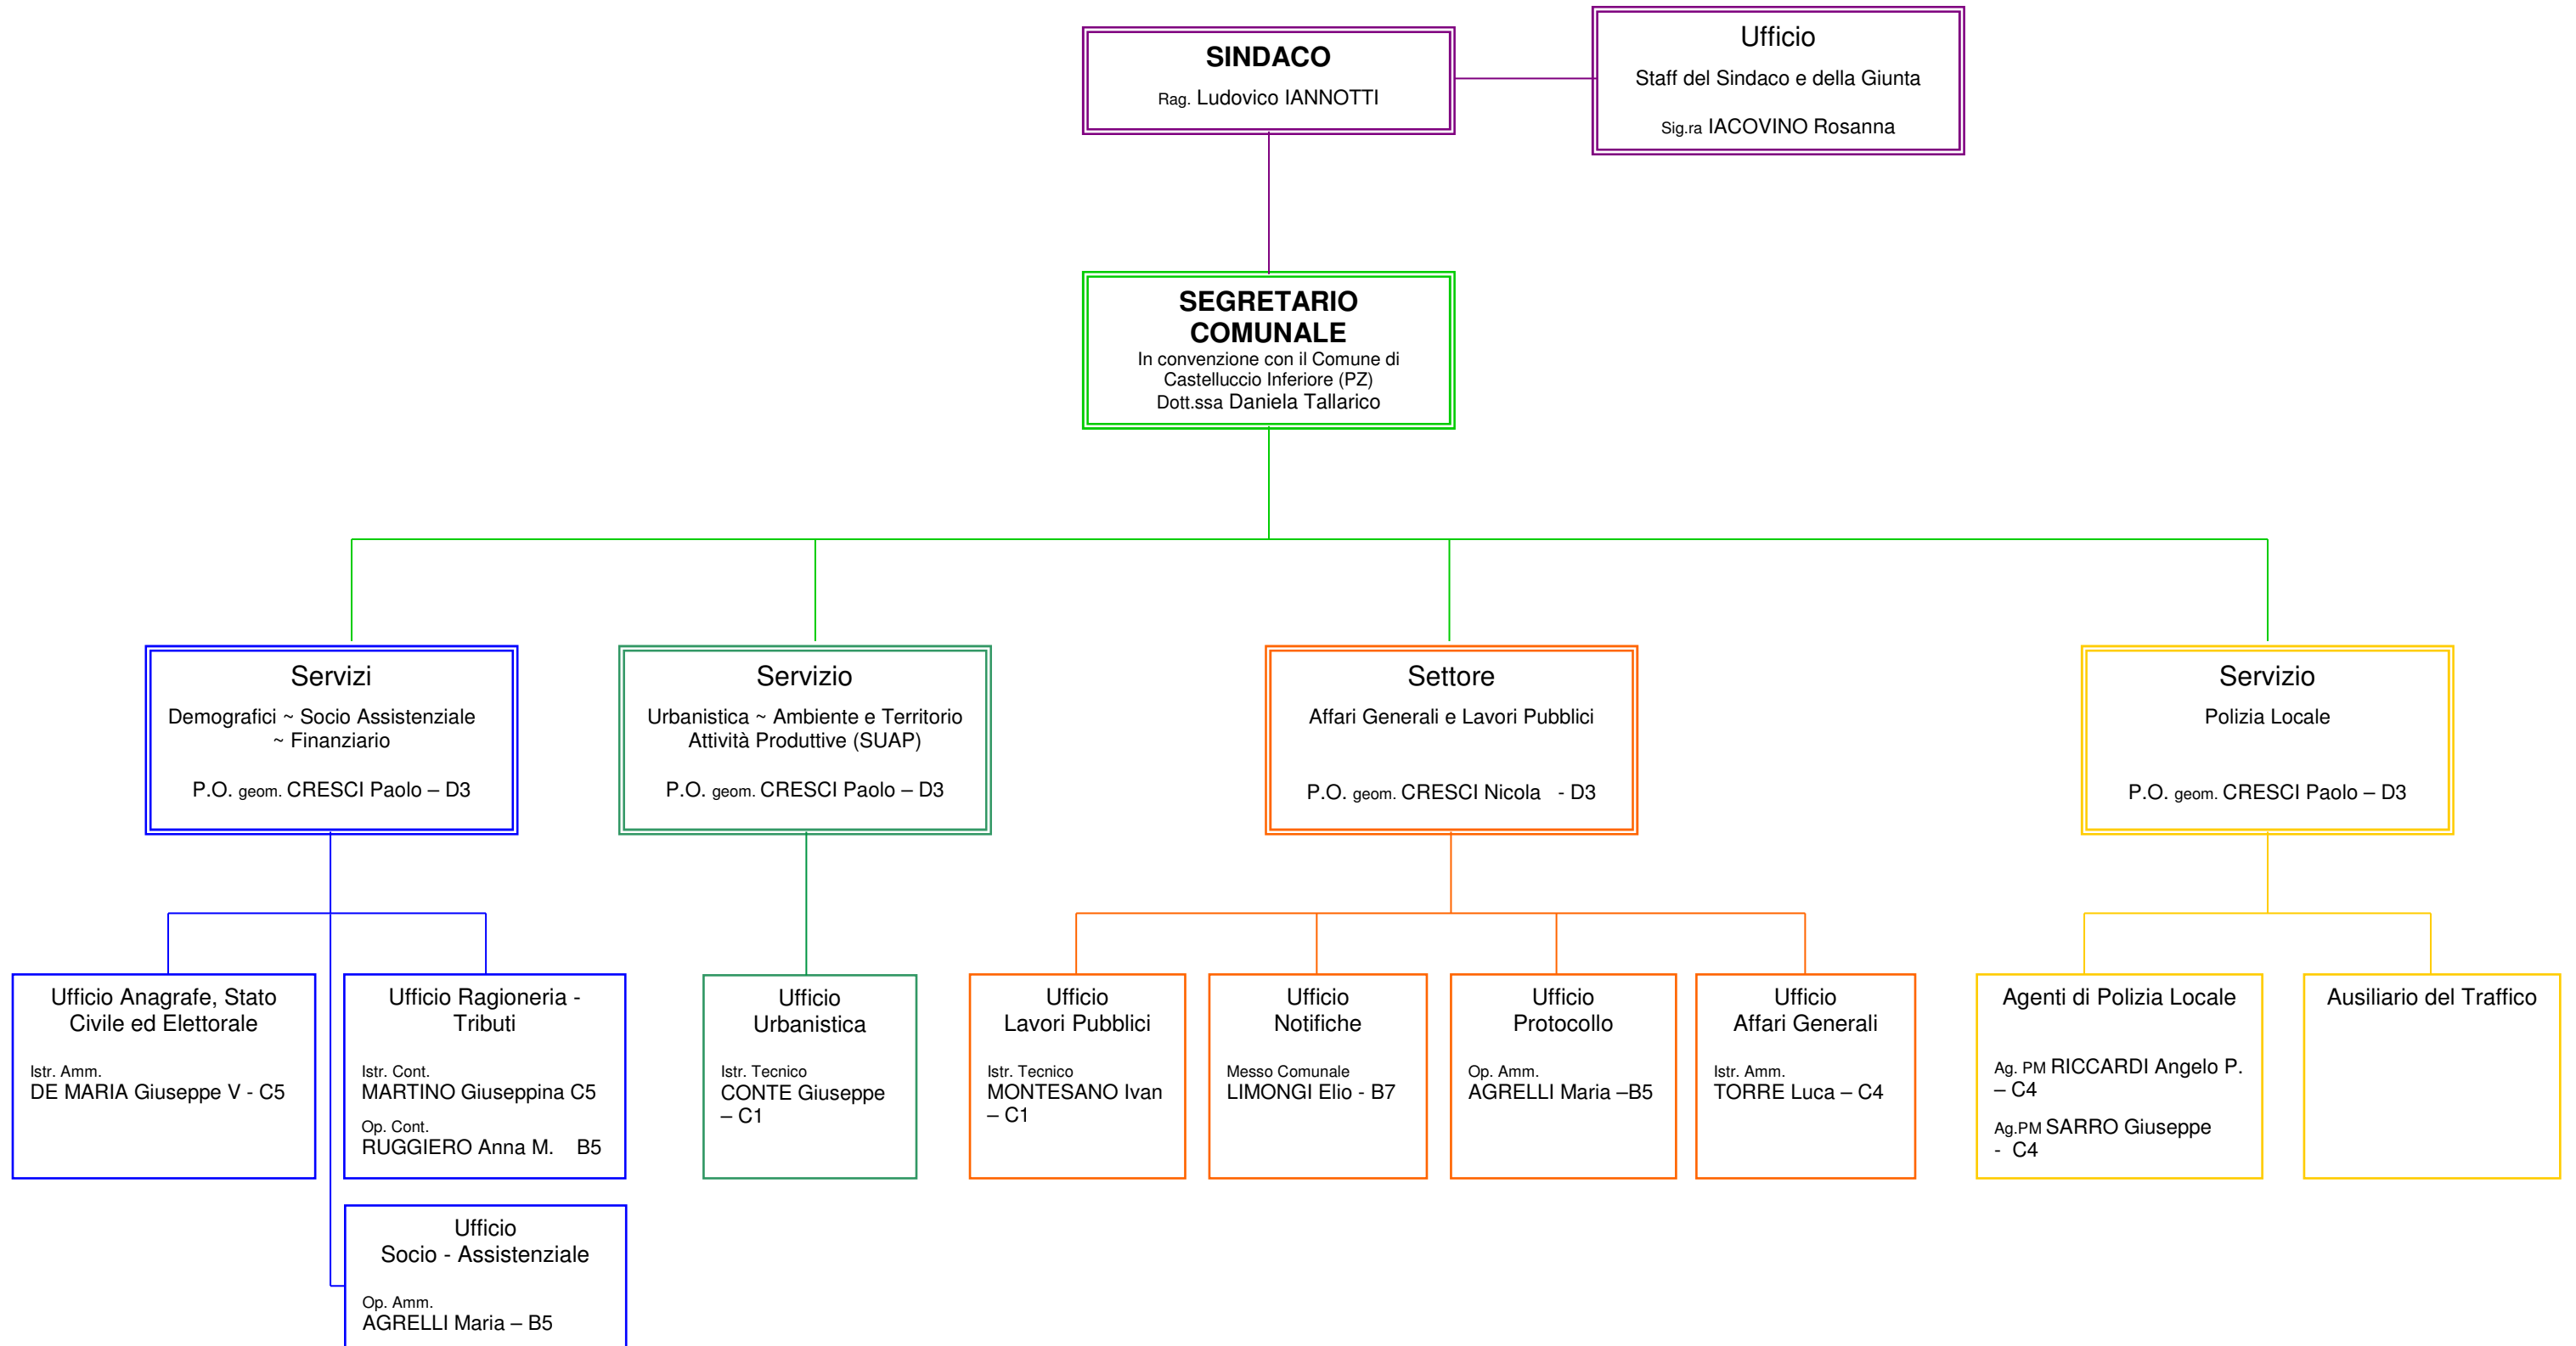 SINDACO
Rag. Ludovico IANNOTTI
Ufficio
Staff del Sindaco e della Giunta
Sig.ra IACOVINO Rosanna
SEGRETARIO
COMUNALE
In convenzione con il Comune di
Castelluccio Inferiore (PZ)
Dott.ssa Daniela Tallarico
Servizi
Demografici ~ Socio Assistenziale
~ Finanziario
P.O. geom. CRESCI Paolo – D3
Servizio
Urbanistica ~ Ambiente e Territorio
Attività Produttive (SUAP)
P.O. geom. CRESCI Paolo – D3
Settore
Affari Generali e Lavori Pubblici
P.O. geom. CRESCI Nicola - D3
Servizio
Polizia Locale
P.O. geom. CRESCI Paolo – D3
Ufficio Anagrafe, Stato
Civile ed Elettorale
Istr. Amm.
DE MARIA Giuseppe V - C5
Ufficio Ragioneria -
Tributi
Istr. Cont.
MARTINO Giuseppina C5
Op. Cont.
RUGGIERO Anna M. B5
Ufficio
Urbanistica
Istr. Tecnico
CONTE Giuseppe
– C1
Ufficio
Lavori Pubblici
Istr. Tecnico
MONTESANO Ivan
– C1
Ufficio
Notifiche
Messo Comunale
LIMONGI Elio - B7
Ufficio
Protocollo
Op. Amm.
AGRELLI Maria –B5
Ufficio
Affari Generali
Istr. Amm.
TORRE Luca – C4
Agenti di Polizia Locale
Ag. PM RICCARDI Angelo P.
– C4
Ag.PM SARRO Giuseppe
- C4
Ausiliario del Traffico
Ufficio
Socio - Assistenziale
Op. Amm.
AGRELLI Maria – B5